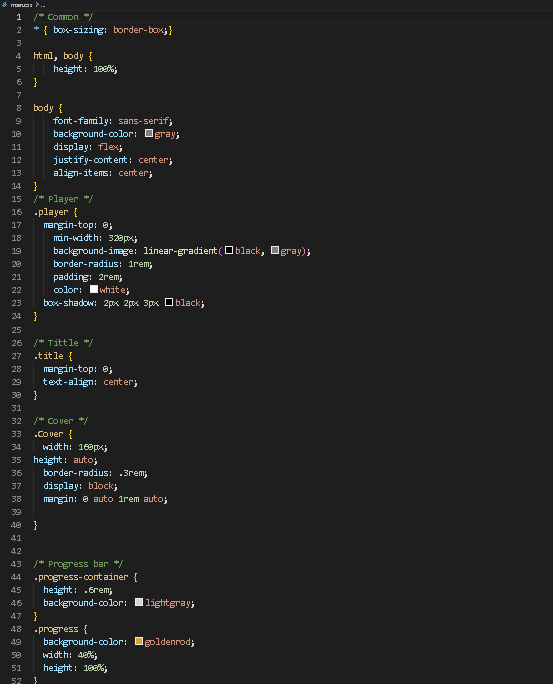 main.css > ...
1 /* Common */
2 * { box-sizing: border-box;}
3
4 html, body {
5 height: 100%;
6 }
7
8 body {
9 font-family: sans-serif;
10 background-color: gray;
11 display: flex;
12 justify-content: center;
13 align-items: center;
14 }
15 /* Player */
16 .player {
17 margin-top: 0;
18 min-width: 320px;
19 background-image: linear-gradient(black, gray);
20 border-radius: 1rem;
21 padding: 2rem;
22 color: white;
23 box-shadow: 2px 2px 3px black;
24 }
25
26 /* Tittle */
27 .title {
28 margin-top: 0;
29 text-align: center;
30 }
31
32 /* Cover */
33 .Cover {
34 width: 160px;
35 height: auto;
36 border-radius: .3rem;
37 display: block;
38 margin: 0 auto 1rem auto;
39
40 }
41
42
43 /* Progress bar */
44 .progress-container {
45 height: .6rem;
46 background-color: lightgray;
47 }
48 .progress {
49 background-color: goldenrod;
50 width: 40%;
51 height: 100%;
52 }